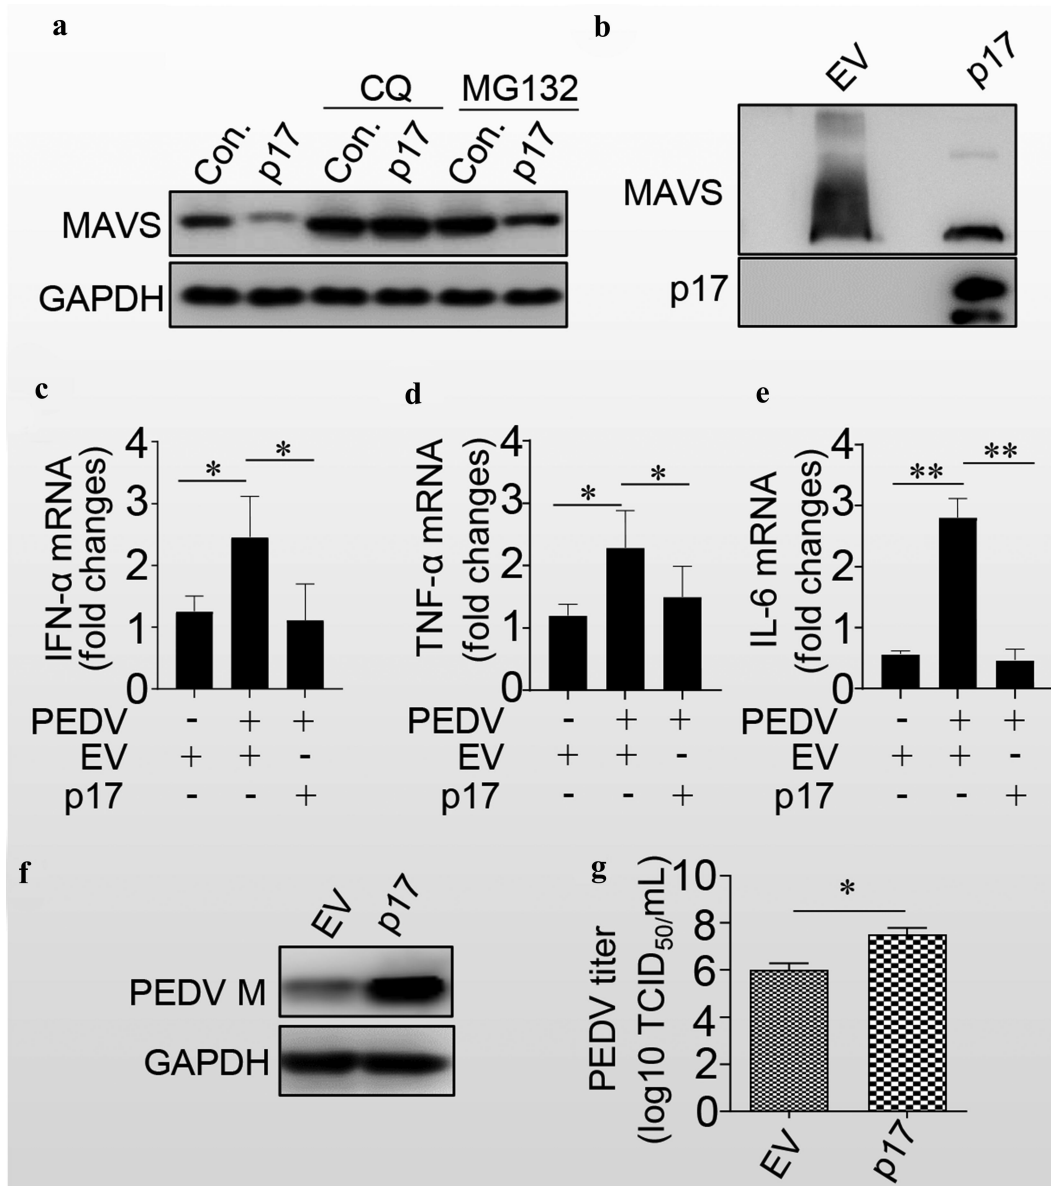 a
CQ MG132
Con. p17 Con. p17 Con. p17
MAVS
GAPDH
b
EV p17
MAVS
p17
c
IFN-α mRNA
(fold changes)
4
3
2
1
0
* *
PEDV - + +
EV + + -
p17 - - +
d
TNF-α mRNA
(fold changes)
4
3
2
1
0
* *
PEDV - + +
EV + + -
p17 - - +
e
IL-6 mRNA
(fold changes)
4
3
2
1
0
** **
PEDV - + +
EV + + -
p17 - - +
f
EV p17
PEDV M
GAPDH
g
PEDV titer
(log10 TCID50/mL)
10
8
6
4
2
0
*
EV p17